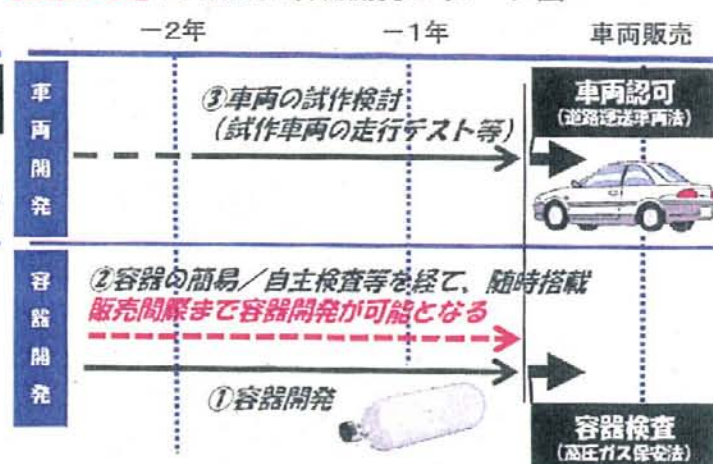 －2年
－1年
車両販売
車両開発
③車両の試作検討
（試作車両の走行テスト等）
車両認可
（道路運送車両法）
容器開発
②容器の簡易／自主検査等を経て、随時搭載
販売間際まで容器開発が可能となる
①容器開発
容器検査
（高圧ガス保安法）